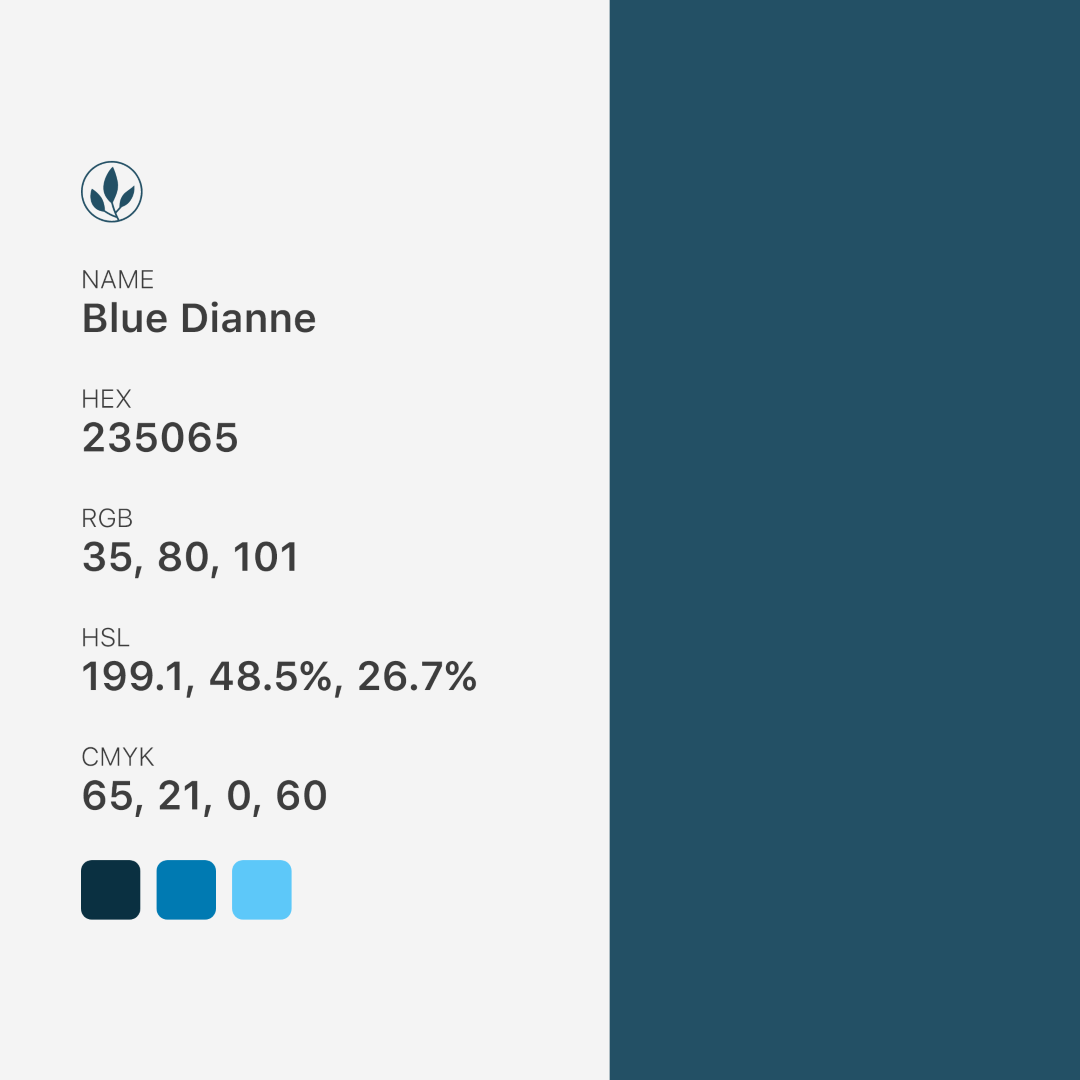 NAME
Blue Dianne
HEX
235065
RGB
35, 80, 101
HSL
199.1, 48.5%, 26.7%
CMYK
65, 21, 0, 60